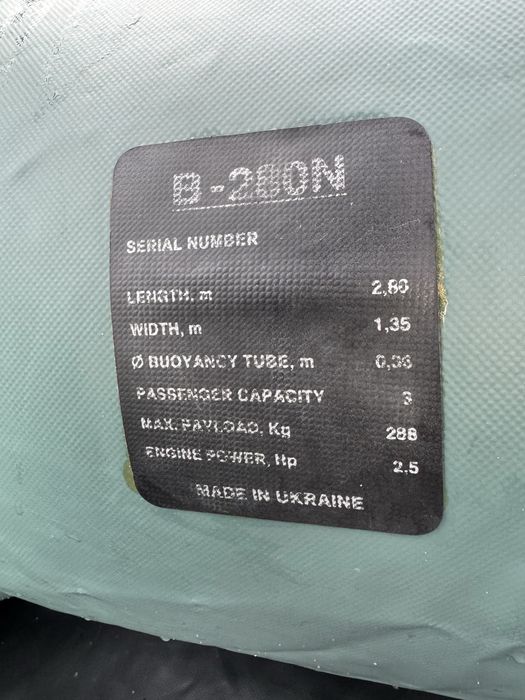 B-280N
SERIAL NUMBER
LENGTH, m 2,80
WIDTH, m 1,35
Ø BUOYANCY TUBE, m 0,36
PASSENGER CAPACITY 3
MAX. PAYLOAD, Kg 288
ENGINE POWER, Hp 2.5
MADE IN UKRAINE